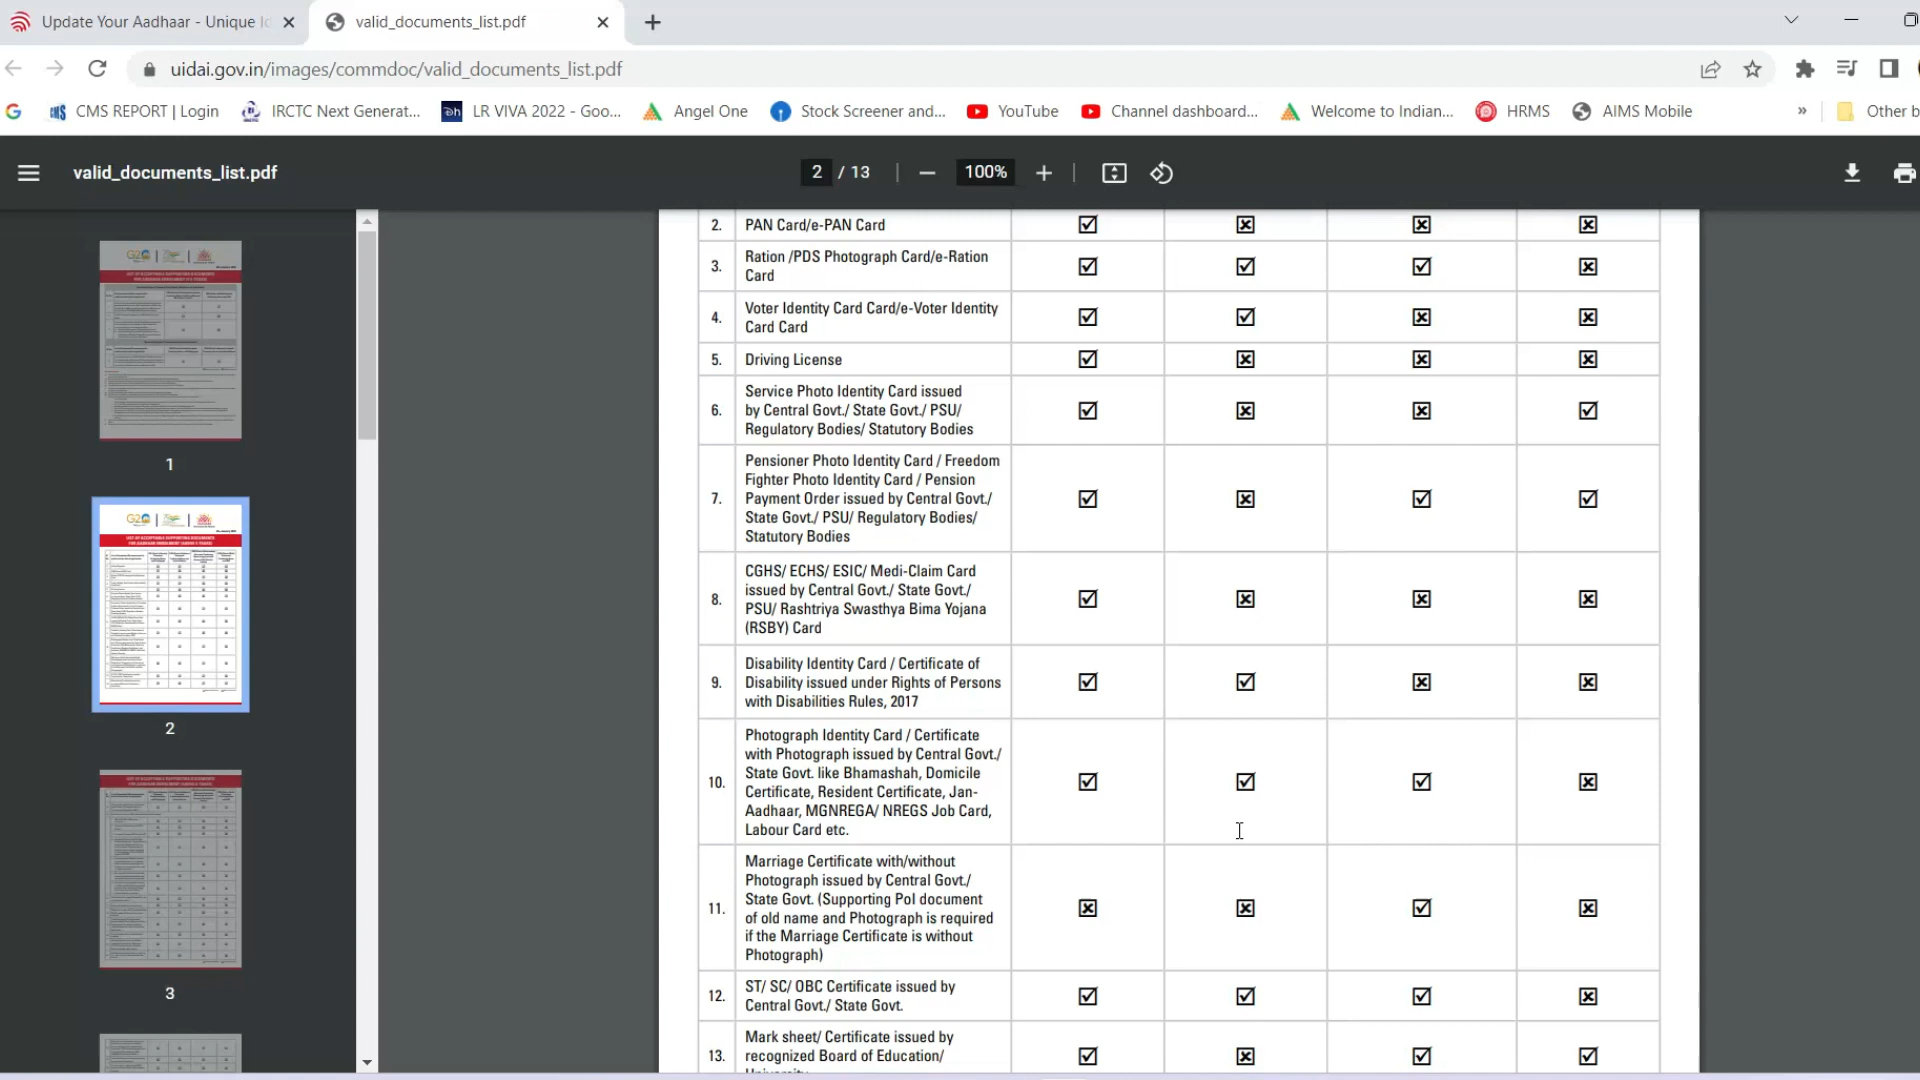 Update Your Aadhaar - Unique Id
valid_documents_list.pdf
uidai.gov.in/images/commdoc/valid_documents_list.pdf
CMS CMS REPORT | Login
IRCTC Next Generat...
LR VIVA 2022 - Goo...
Angel One
Stock Screener and...
YouTube
Channel dashboard...
Welcome to Indian...
HRMS
AIMS Mobile
»
Other b
valid_documents_list.pdf
2 / 13
100%
2. PAN Card/e-PAN Card
3. Ration /PDS Photograph Card/e-Ration
Card
4. Voter Identity Card Card/e-Voter Identity
Card Card
5. Driving License
6. Service Photo Identity Card issued
by Central Govt./ State Govt./ PSU/
Regulatory Bodies/ Statutory Bodies
7. Pensioner Photo Identity Card / Freedom
Fighter Photo Identity Card / Pension
Payment Order issued by Central Govt./
State Govt./ PSU/ Regulatory Bodies/
Statutory Bodies
8. CGHS/ ECHS/ ESIC/ Medi-Claim Card
issued by Central Govt./ State Govt./
PSU/ Rashtriya Swasthya Bima Yojana
(RSBY) Card
9. Disability Identity Card / Certificate of
Disability issued under Rights of Persons
with Disabilities Rules, 2017
10. Photograph Identity Card / Certificate
with Photograph issued by Central Govt./
State Govt. like Bhamashah, Domicile
Certificate, Resident Certificate, Jan-
Aadhaar, MGNREGA/ NREGS Job Card,
Labour Card etc.
11. Marriage Certificate with/without
Photograph issued by Central Govt./
State Govt. (Supporting PoI document
of old name and Photograph is required
if the Marriage Certificate is without
Photograph)
12. ST/ SC/ OBC Certificate issued by
Central Govt./ State Govt.
13. Mark sheet/ Certificate issued by
recognized Board of Education/
1
2
3